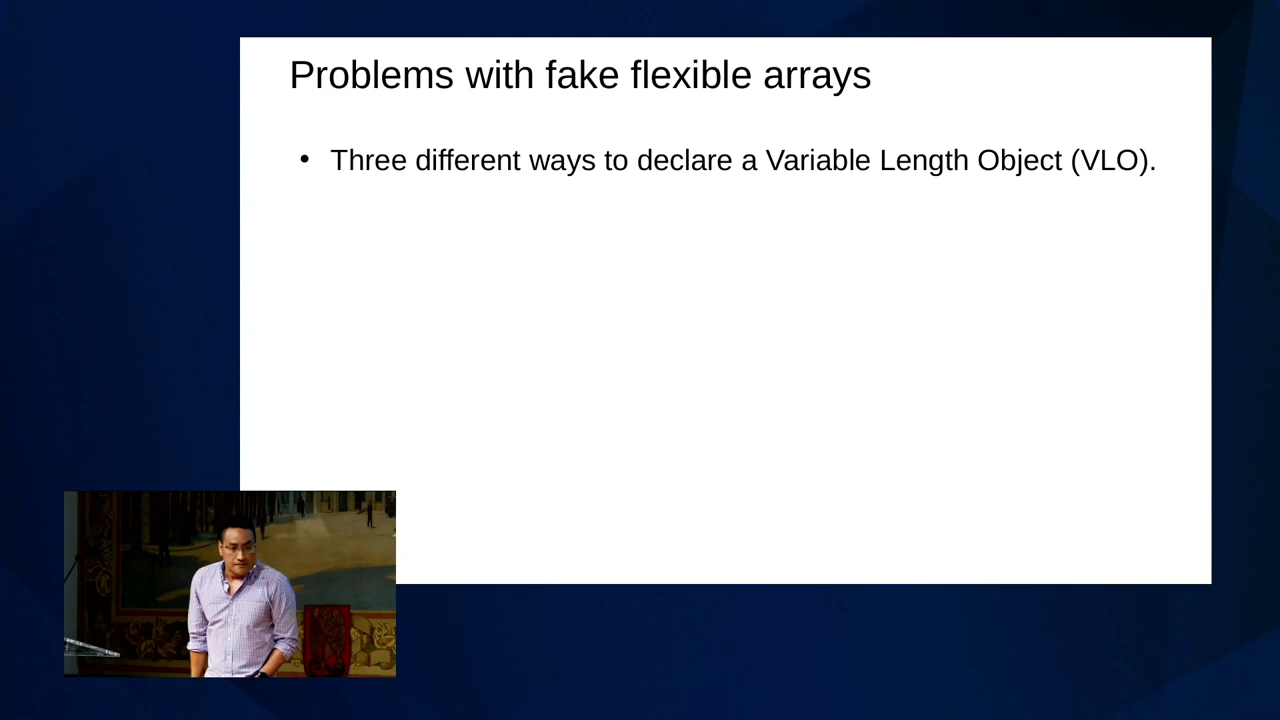 Problems with fake flexible arrays
• Three different ways to declare a Variable Length Object (VLO).